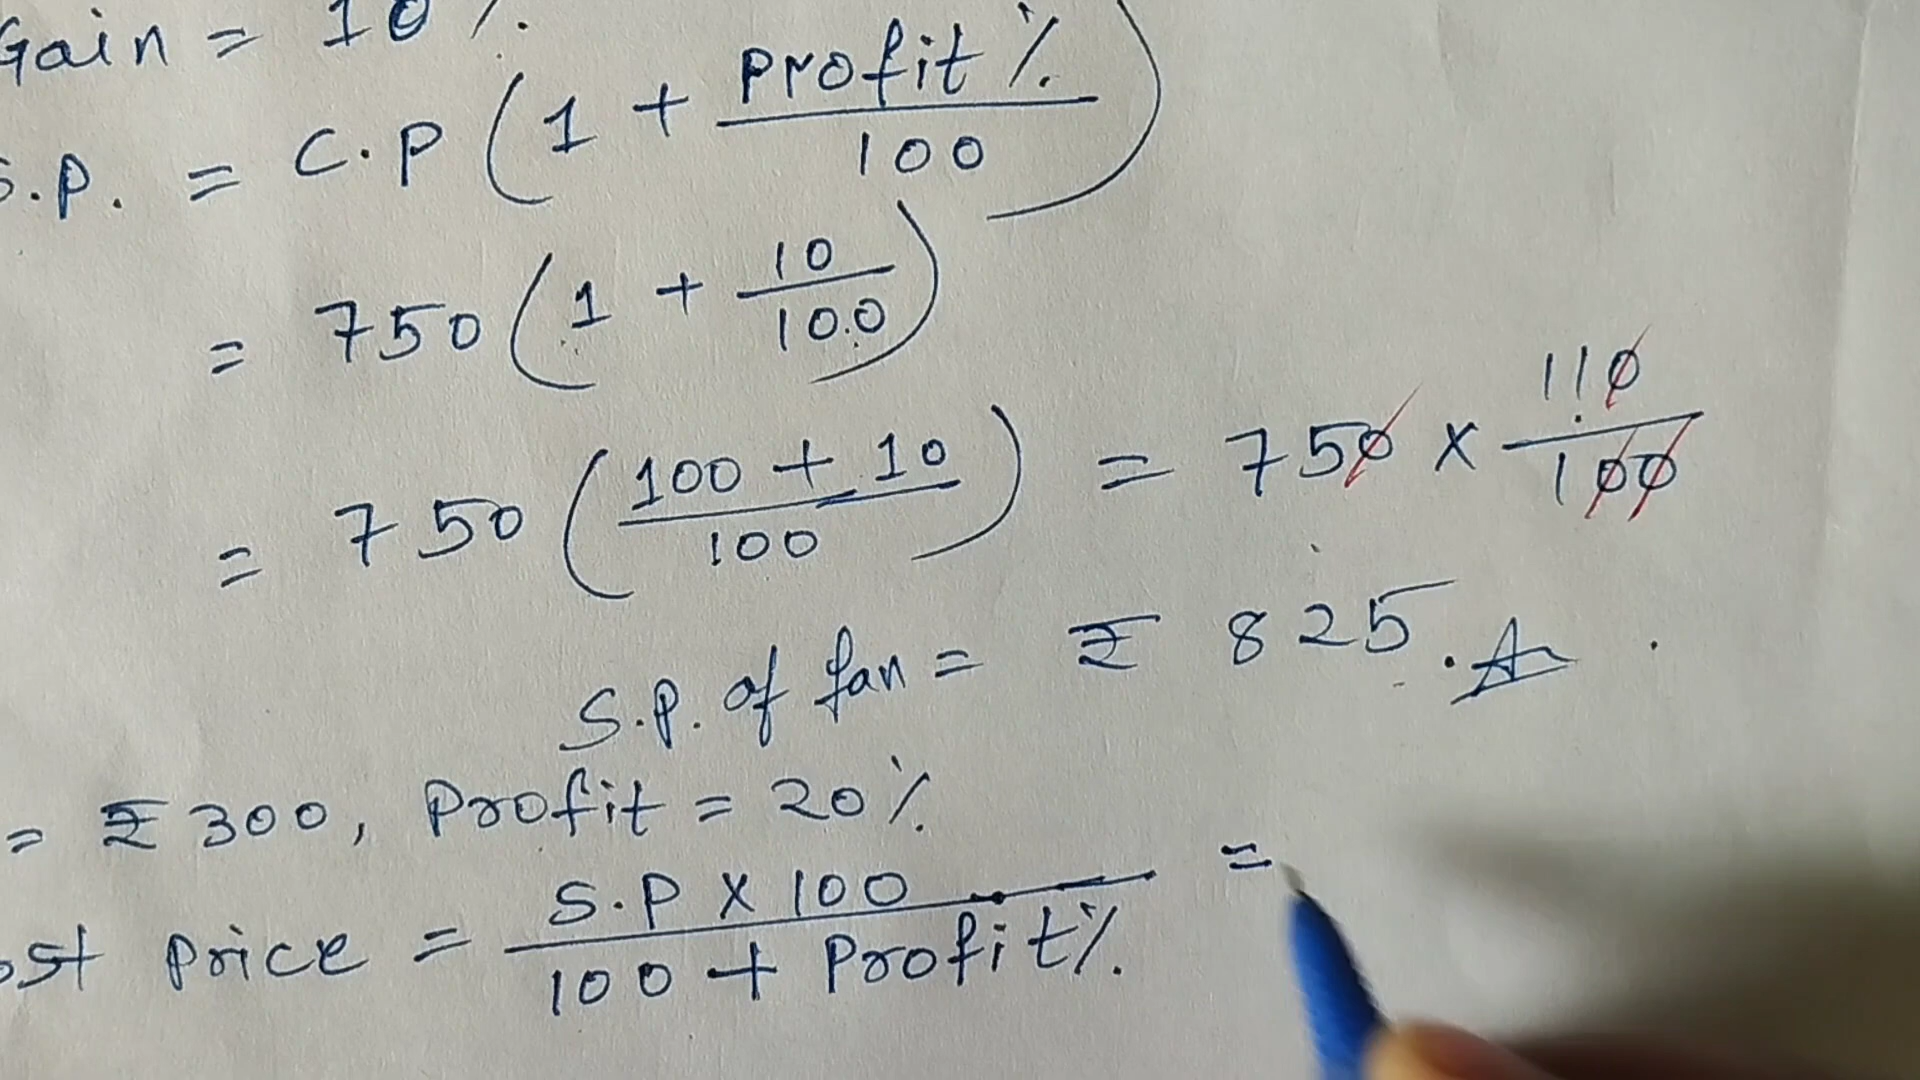 Gain = 10 %.
S.P. = C.P ( 1 + Profit % / 100 )
= 750 ( 1 + 10 / 100 )
= 750 ( 100 + 10 / 100 ) = 750 × 110 / 100
S.P. of fan = ₹ 825. A
= ₹ 300, Profit = 20 %.
ost Price = S.P × 100 / 100 + Profit %. =